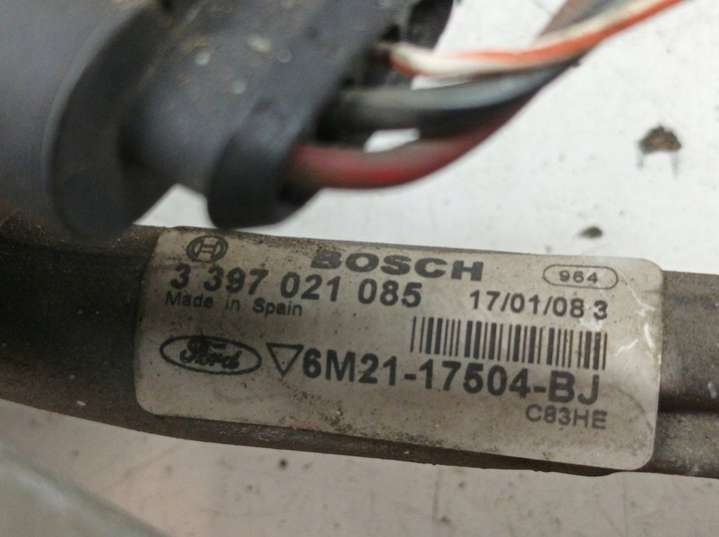 BOSCH
964
3 397 021 085 17/01/08 3
Made in Spain
Ford 6M21-17504-BJ
C83HE